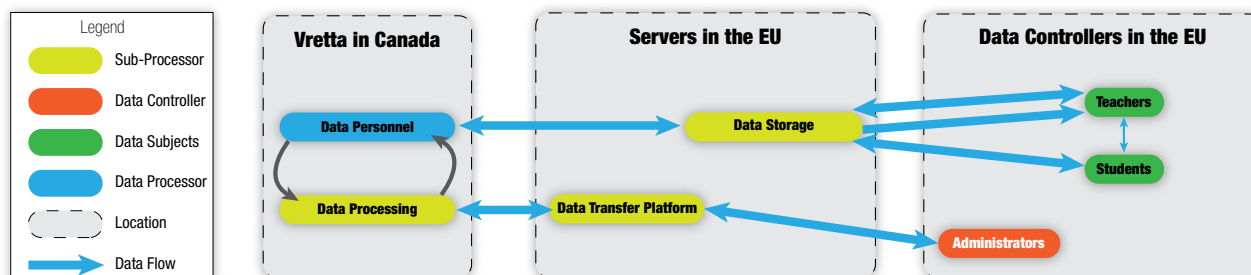 Legend
Sub-Processor
Data Controller
Data Subjects
Data Processor
Location
Data Flow
Vretta in Canada
Data Personnel
Data Processing
Servers in the EU
Data Storage
Data Transfer Platform
Data Controllers in the EU
Teachers
Students
Administrators